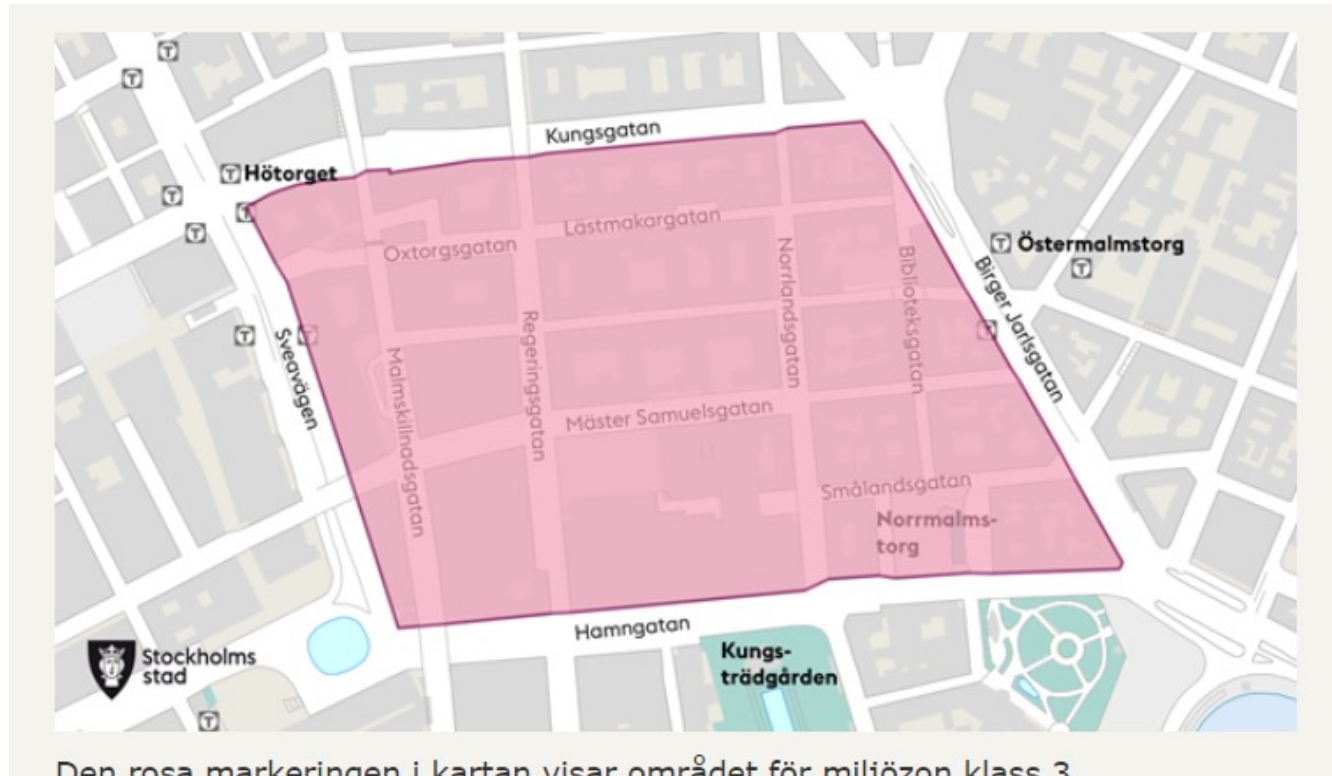 Kungsgatan
Hötorget
Lästmakargatan
Oxtorgsgatan
Östermalmstorg
Norrlandsgatan
Biblioteksgatan
Birger Jarlsgatan
Regeringsgatan
Sveavägen
Malmskillnadsgatan
Mäster Samuelsgatan
Smålandsgatan
Norrmalms-
torg
Hamngatan
Kungs-
trädgården
Stockholms
stad
T
T
T
T
T
T
T
T
T
T
T
T
Den rosa markeringen i kartan visar området för miljözon klass 3